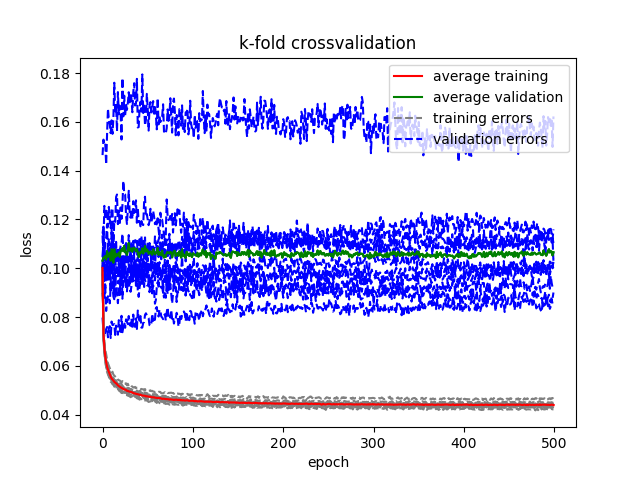 k-fold crossvalidation
average training
average validation
training errors
validation errors
loss
0.18
0.16
0.14
0.12
0.10
0.08
0.06
0.04
0
100
200
300
400
500
epoch